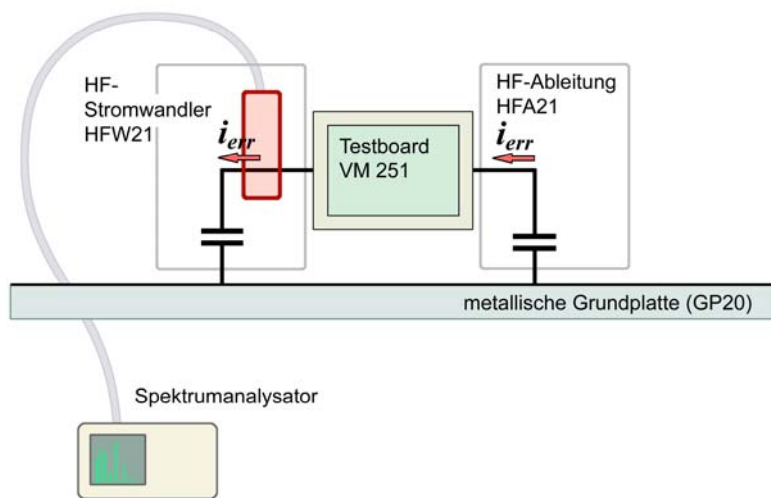 HF-
Stromwandler
HFW21
i_err
Testboard
VM 251
HF-Ableitung
HFA21
i_err
metallische Grundplatte (GP20)
Spektrumanalysator